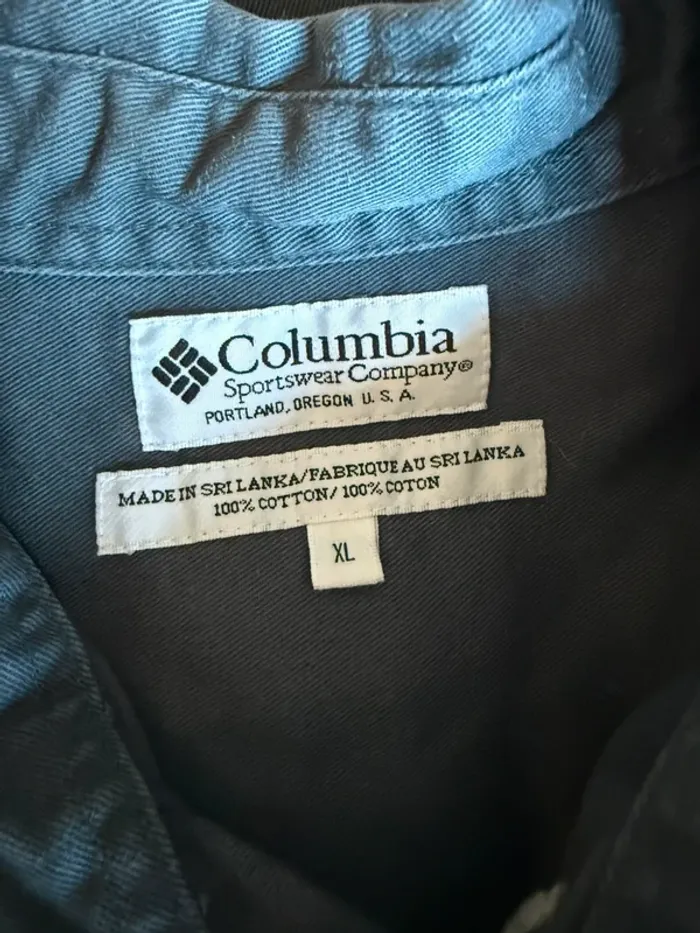 Columbia
Sportswear Company®
PORTLAND, OREGON U. S. A.
MADE IN SRI LANKA/FABRIQUE AU SRI LANKA
100% COTTON/ 100% COTON
XL